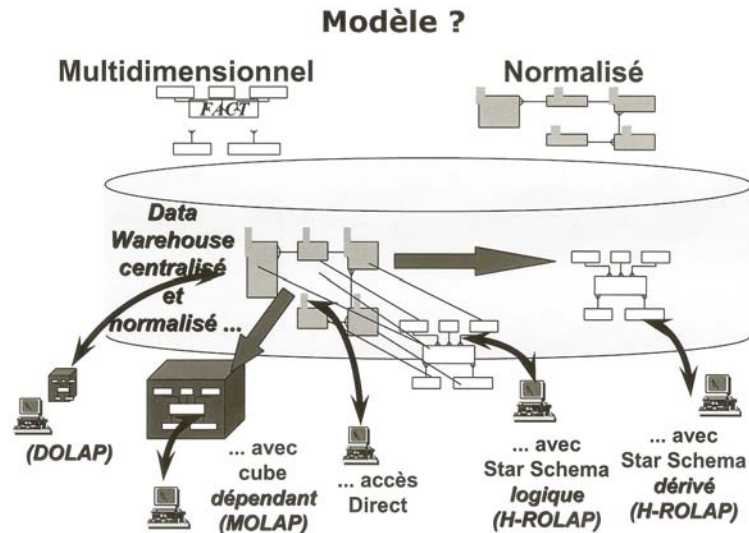 Modèle ?
Multidimensionnel
Normalisé
FACT
Data
Warehouse
centralisé
et
normalisé ...
(DOLAP)
... avec
cube
dépendant
(MOLAP)
... accès
Direct
... avec
Star Schema
logique
(H-ROLAP)
... avec
Star Schema
dérivé
(H-ROLAP)